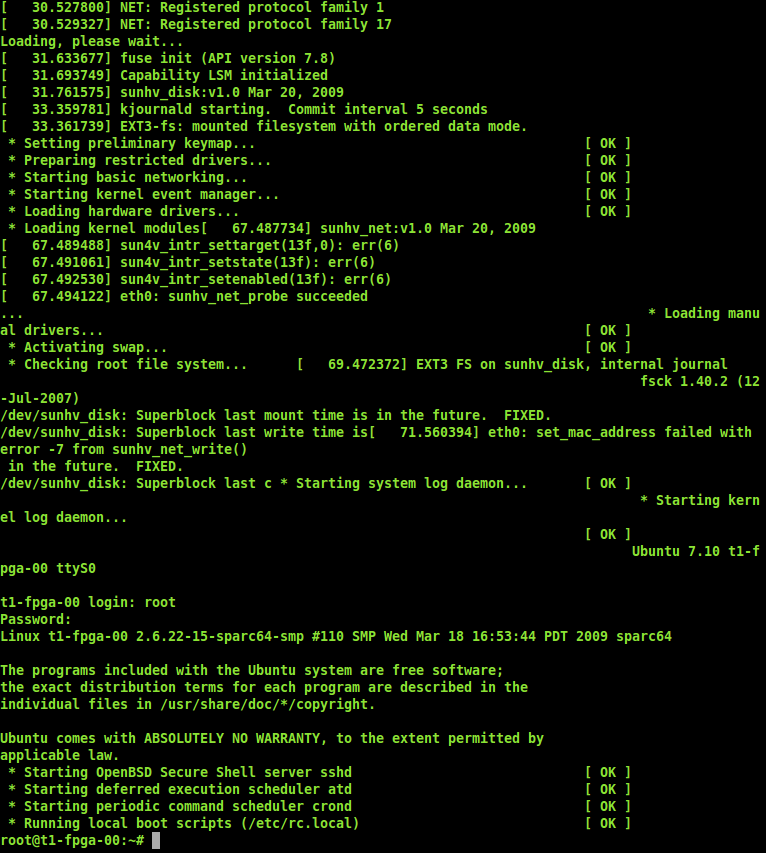 [   30.527800] NET: Registered protocol family 1
[   30.529327] NET: Registered protocol family 17
Loading, please wait...
[   31.633677] fuse init (API version 7.8)
[   31.693749] Capability LSM initialized
[   31.761575] sunhv_disk:v1.0 Mar 20, 2009
[   33.359781] kjournald starting.  Commit interval 5 seconds
[   33.361739] EXT3-fs: mounted filesystem with ordered data mode.
 * Setting preliminary keymap...                                         [ OK ]
 * Preparing restricted drivers...                                       [ OK ]
 * Starting basic networking...                                          [ OK ]
 * Starting kernel event manager...                                      [ OK ]
 * Loading hardware drivers...                                           [ OK ]
 * Loading kernel modules[   67.487734] sunhv_net:v1.0 Mar 20, 2009
[   67.489488] sun4v_intr_settarget(13f,0): err(6)
[   67.491061] sun4v_intr_setstate(13f): err(6)
[   67.492530] sun4v_intr_setenabled(13f): err(6)
[   67.494122] eth0: sunhv_net_probe succeeded
...                                                                              * Loading manu
al drivers...                                                            [ OK ]
 * Activating swap...                                                    [ OK ]
 * Checking root file system...      [   69.472372] EXT3 FS on sunhv_disk, internal journal
                                                                                fsck 1.40.2 (12
-Jul-2007)
/dev/sunhv_disk: Superblock last mount time is in the future.  FIXED.
/dev/sunhv_disk: Superblock last write time is[   71.560394] eth0: set_mac_address failed with
error -7 from sunhv_net_write()
 in the future.  FIXED.
/dev/sunhv_disk: Superblock last c * Starting system log daemon...       [ OK ]
                                                                                * Starting kern
el log daemon...
                                                                         [ OK ]
                                                                               Ubuntu 7.10 t1-f
pga-00 ttyS0

t1-fpga-00 login: root
Password:
Linux t1-fpga-00 2.6.22-15-sparc64-smp #110 SMP Wed Mar 18 16:53:44 PDT 2009 sparc64

The programs included with the Ubuntu system are free software;
the exact distribution terms for each program are described in the
individual files in /usr/share/doc/*/copyright.

Ubuntu comes with ABSOLUTELY NO WARRANTY, to the extent permitted by
applicable law.
 * Starting OpenBSD Secure Shell server sshd                             [ OK ]
 * Starting deferred execution scheduler atd                             [ OK ]
 * Starting periodic command scheduler crond                             [ OK ]
 * Running local boot scripts (/etc/rc.local)                            [ OK ]
root@t1-fpga-00:~#